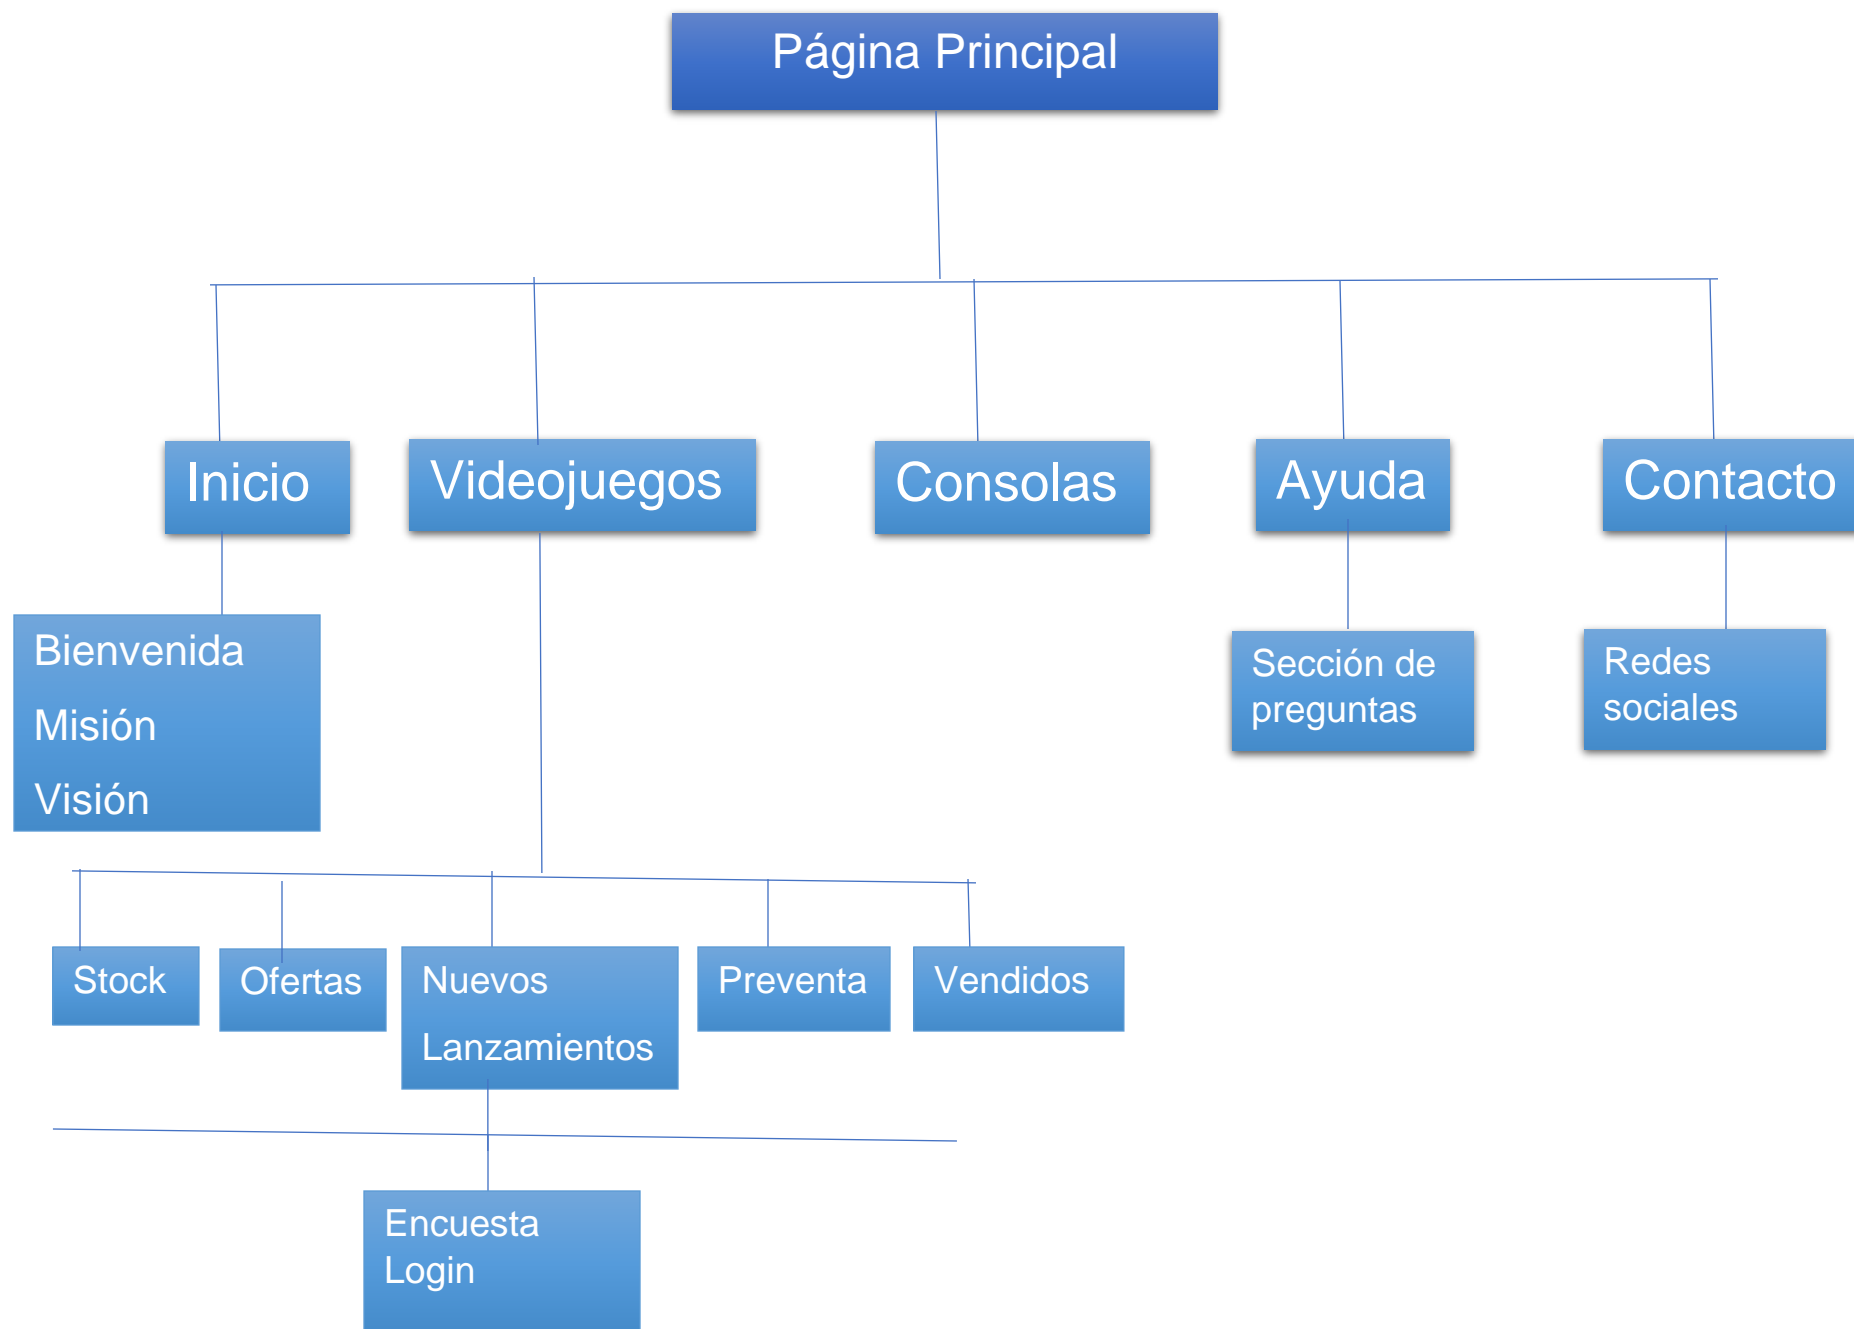 Página Principal
Inicio
Videojuegos
Consolas
Ayuda
Contacto
Bienvenida
Misión
Visión
Sección de
preguntas
Redes
sociales
Stock
Ofertas
Nuevos
Lanzamientos
Preventa
Vendidos
Encuesta
Login